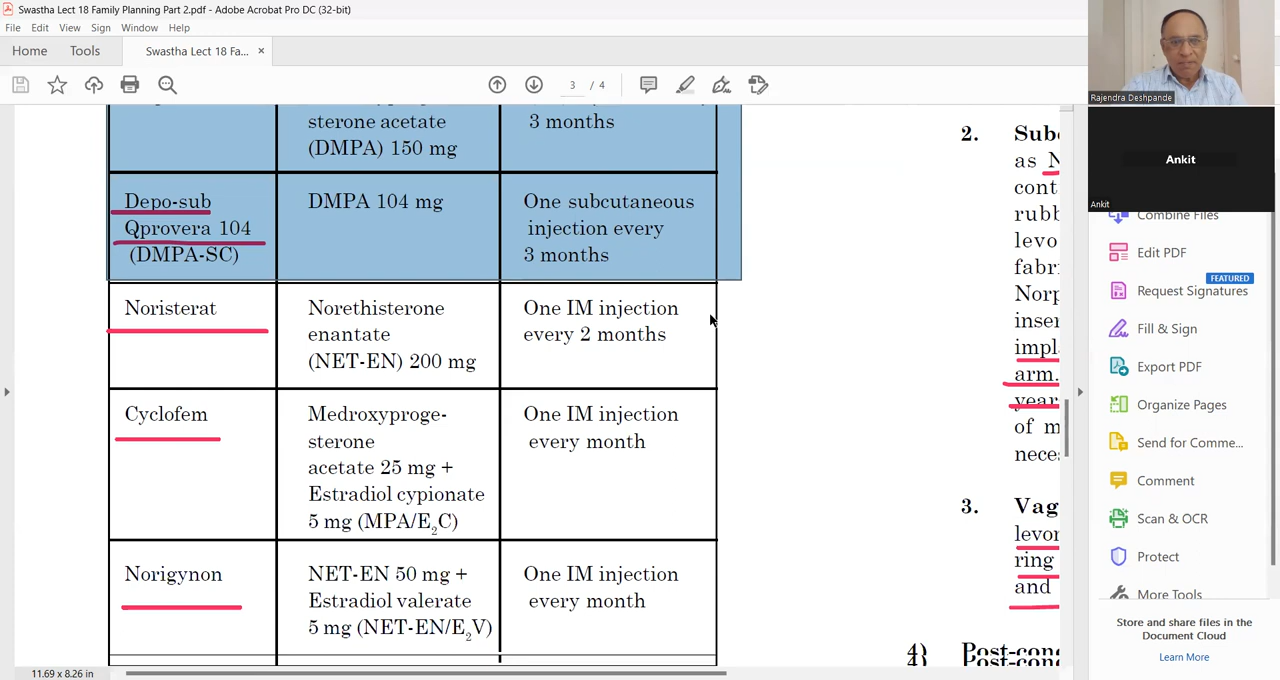 Swastha Lect 18 Family Planning Part 2.pdf - Adobe Acrobat Pro DC (32-bit)
File Edit View Sign Window Help
Home Tools Swastha Lect 18 Fa... ×
3 / 4
sterone acetate
(DMPA) 150 mg
3 months
Depo-sub
Qprovera 104
(DMPA-SC)
DMPA 104 mg
One subcutaneous
injection every
3 months
Noristerat
Norethisterone
enantate
(NET-EN) 200 mg
One IM injection
every 2 months
Cyclofem
Medroxyproge-
sterone
acetate 25 mg +
Estradiol cypionate
5 mg (MPA/E2C)
One IM injection
every month
Norigynon
NET-EN 50 mg +
Estradiol valerate
5 mg (NET-EN/E2V)
One IM injection
every month
2. Sub
as N
cont
rubb
levo
fabri
Norp
inser
impl
arm.
year
of m
nece
3. Vag
levor
ring
and
4} Post-con
Rajendra Deshpande
Ankit
Ankit
Combine Files
Edit PDF
FEATURED
Request Signatures
Fill & Sign
Export PDF
Organize Pages
Send for Comme...
Comment
Scan & OCR
Protect
More Tools
Store and share files in the
Document Cloud
Learn More
11.69 x 8.26 in